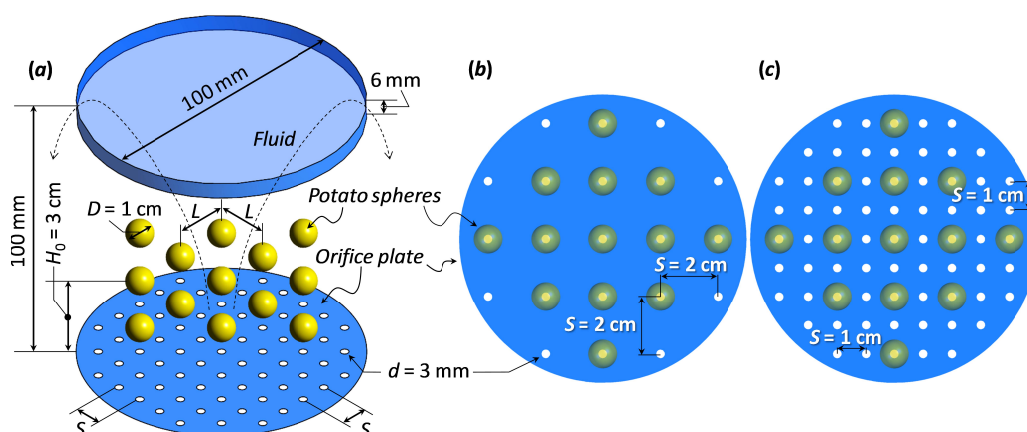 (a)
100 mm
6 mm
Fluid
100 mm
H₀ = 3 cm
D = 1 cm
L
L
Potato spheres
Orifice plate
d = 3 mm
S
S
(b)
S = 2 cm
S = 2 cm
(c)
S = 1 cm
S = 1 cm